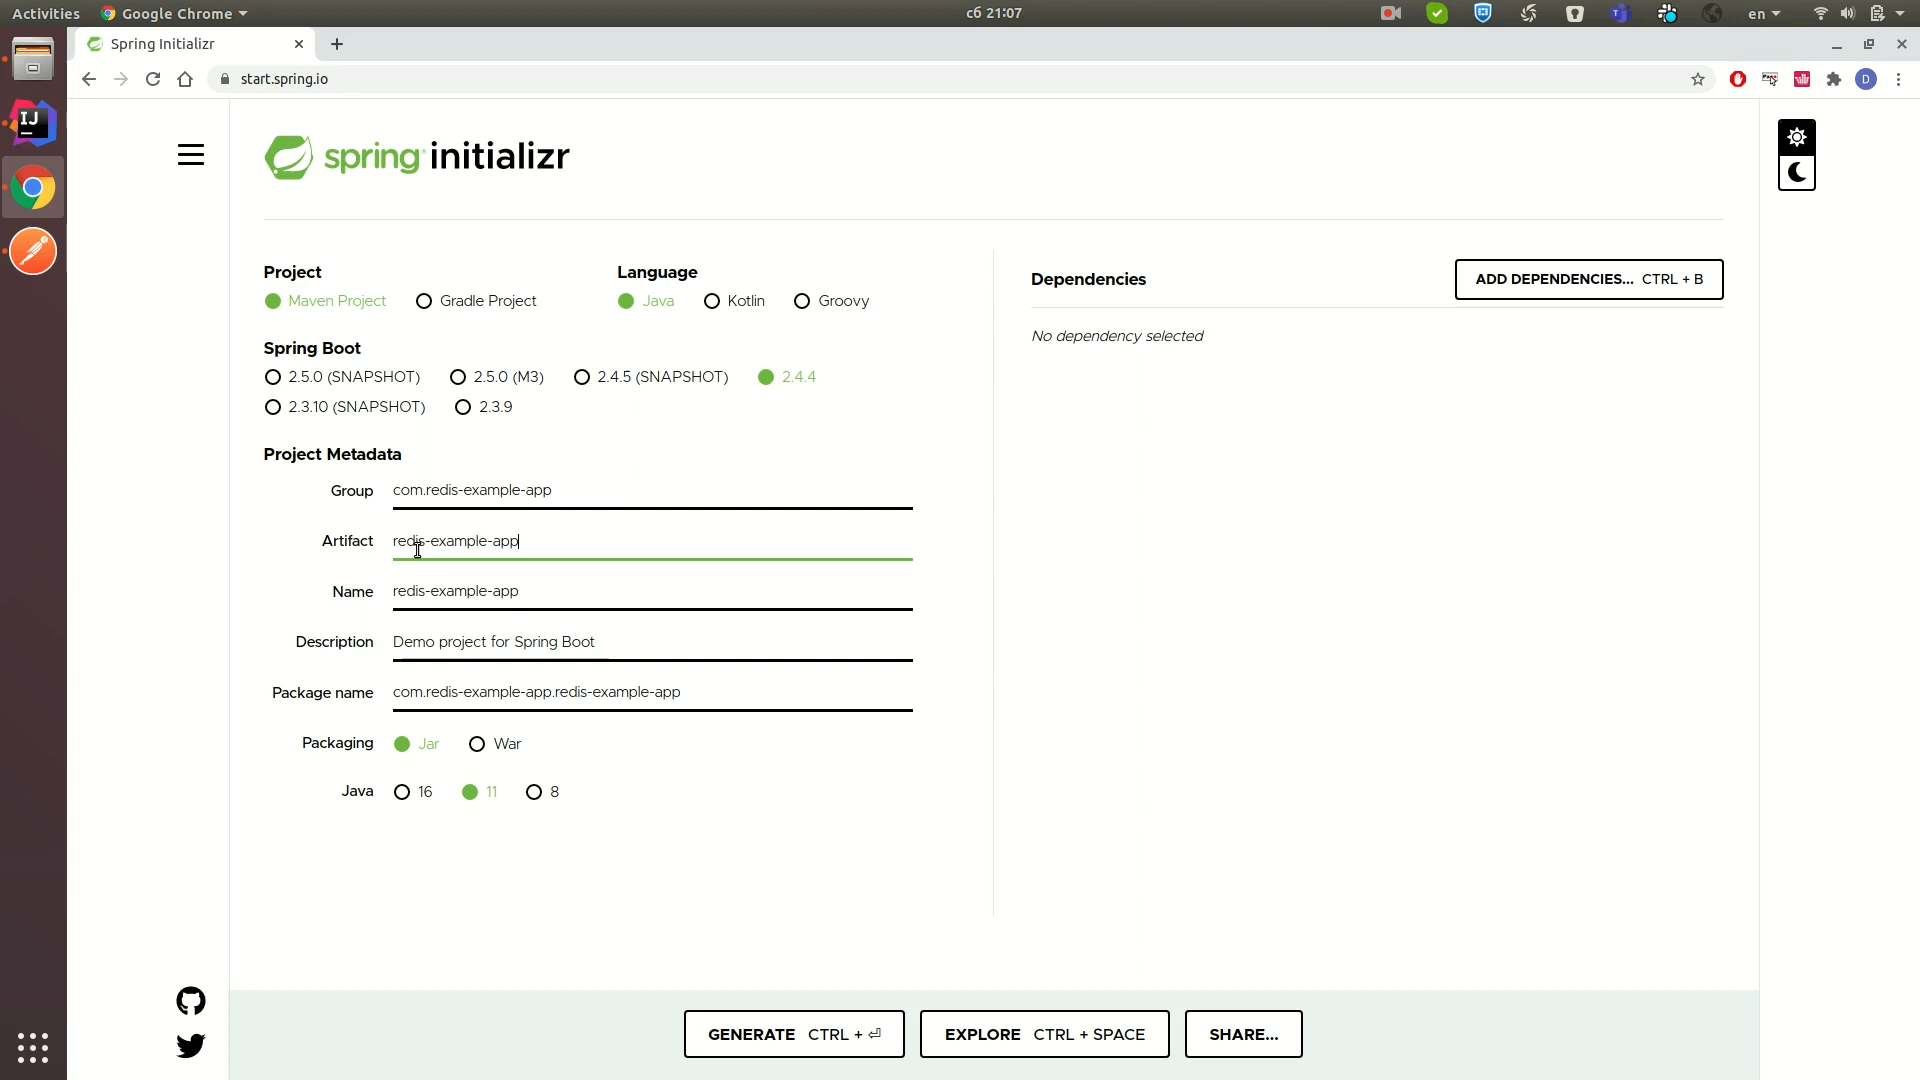 Activities
Google Chrome
сб 21:07
en
Spring Initializr
start.spring.io
D
spring initializr
Project
Language
Maven Project
Gradle Project
Java
Kotlin
Groovy
Dependencies
ADD DEPENDENCIES... CTRL + B
No dependency selected
Spring Boot
2.5.0 (SNAPSHOT)
2.5.0 (M3)
2.4.5 (SNAPSHOT)
2.4.4
2.3.10 (SNAPSHOT)
2.3.9
Project Metadata
Group com.redis-example-app
Artifact redis-example-app
Name redis-example-app
Description Demo project for Spring Boot
Package name com.redis-example-app.redis-example-app
Packaging Jar War
Java 16 11 8
GENERATE CTRL + ⏎
EXPLORE CTRL + SPACE
SHARE...
IJ